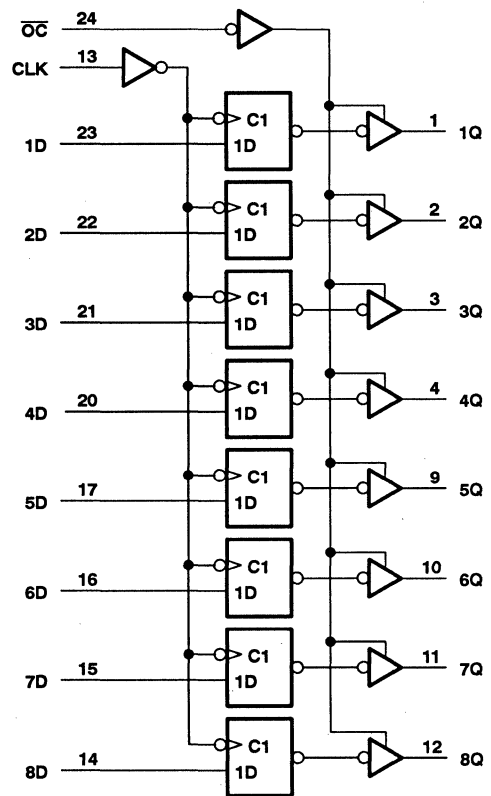 OC 24
CLK 13
C1 1 1Q
1D 23 1D
C1 2 2Q
2D 22 1D
C1 3 3Q
3D 21 1D
C1 4 4Q
4D 20 1D
C1 9 5Q
5D 17 1D
C1 10 6Q
6D 16 1D
C1 11 7Q
7D 15 1D
C1 12 8Q
8D 14 1D